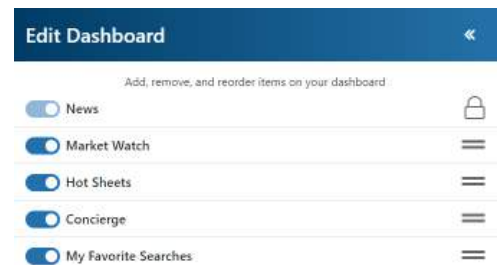 Edit Dashboard «
Add, remove, and reorder items on your dashboard
News
Market Watch
Hot Sheets
Concierge
My Favorite Searches